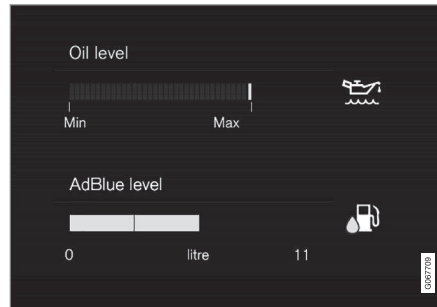 Oil level
Min Max
AdBlue level
0 litre 11
G067709